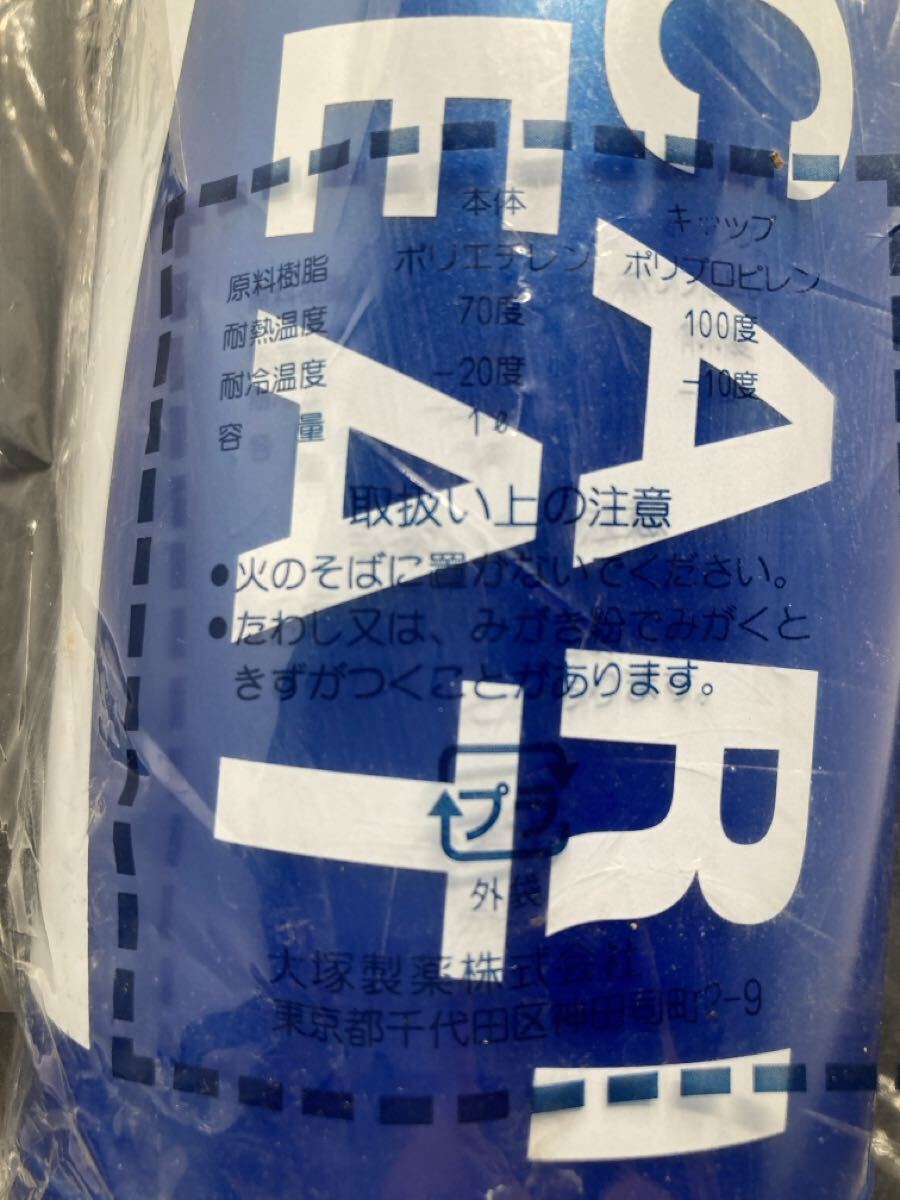 本体 キャップ
原料樹脂 ポリエチレン ポリプロピレン
耐熱温度 70度 100度
耐冷温度 -20度 -10度
容量 1ℓ
取扱い上の注意
●火のそばに置かないでください。
●たわし又は、みがき粉でみがくと
きずがつくことがあります。
プラ
外装
大塚製薬株式会社
東京都千代田区神田司町2-9
CARI
EAT